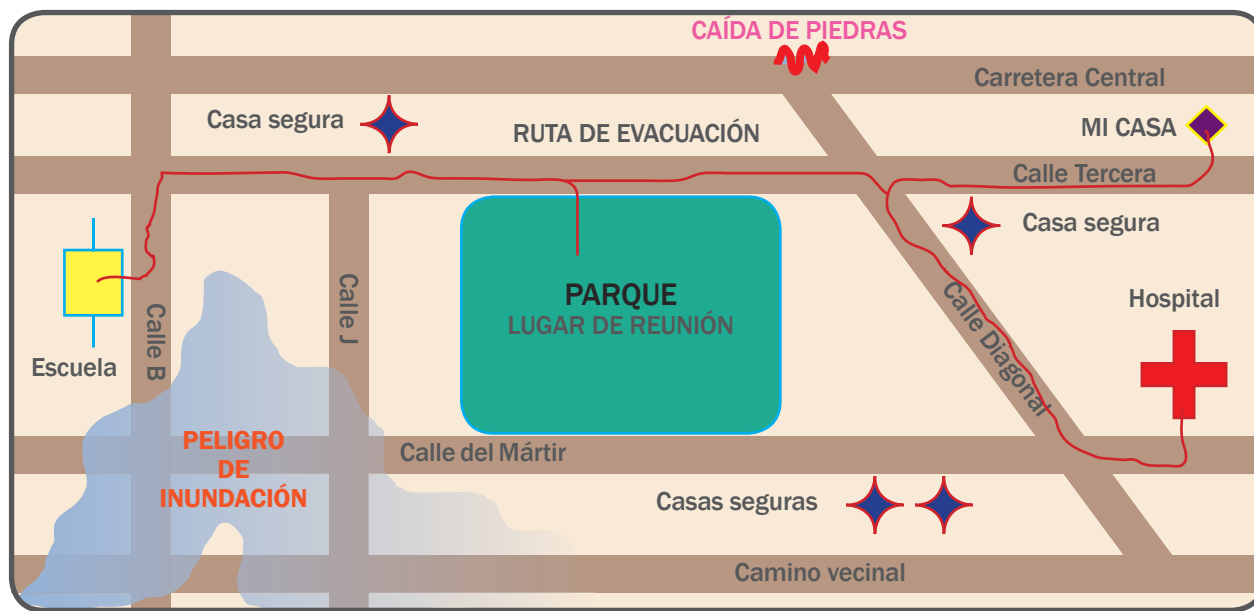 CAÍDA DE PIEDRAS
Carretera Central
Casa segura
RUTA DE EVACUACIÓN
MI CASA
Calle Tercera
Casa segura
Escuela
Calle B
Calle J
PARQUE
LUGAR DE REUNIÓN
Calle Diagonal
Hospital
PELIGRO
DE
INUNDACIÓN
Calle del Mártir
Casas seguras
Camino vecinal